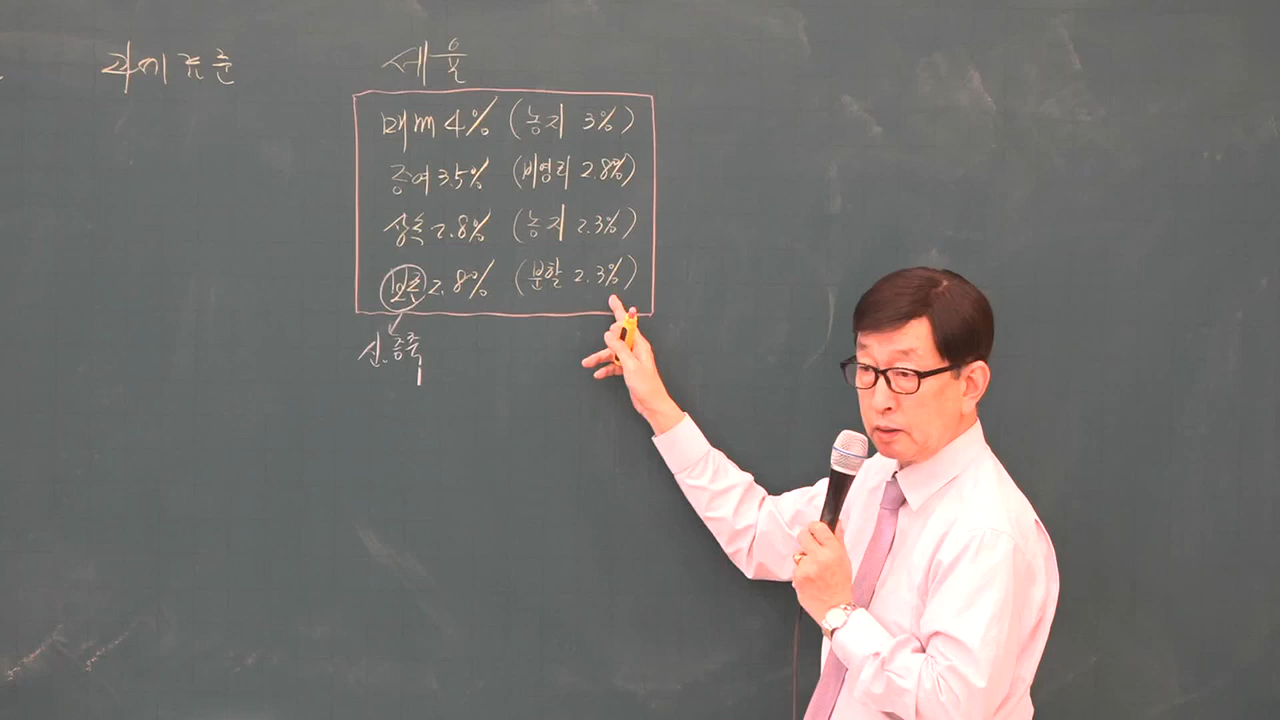 과세표준 세율
매매 4% (농지 3%)
증여 3.5% (비영리 2.8%)
상속 2.8% (농지 2.3%)
보존 2.8% (분할 2.3%)
신.증축